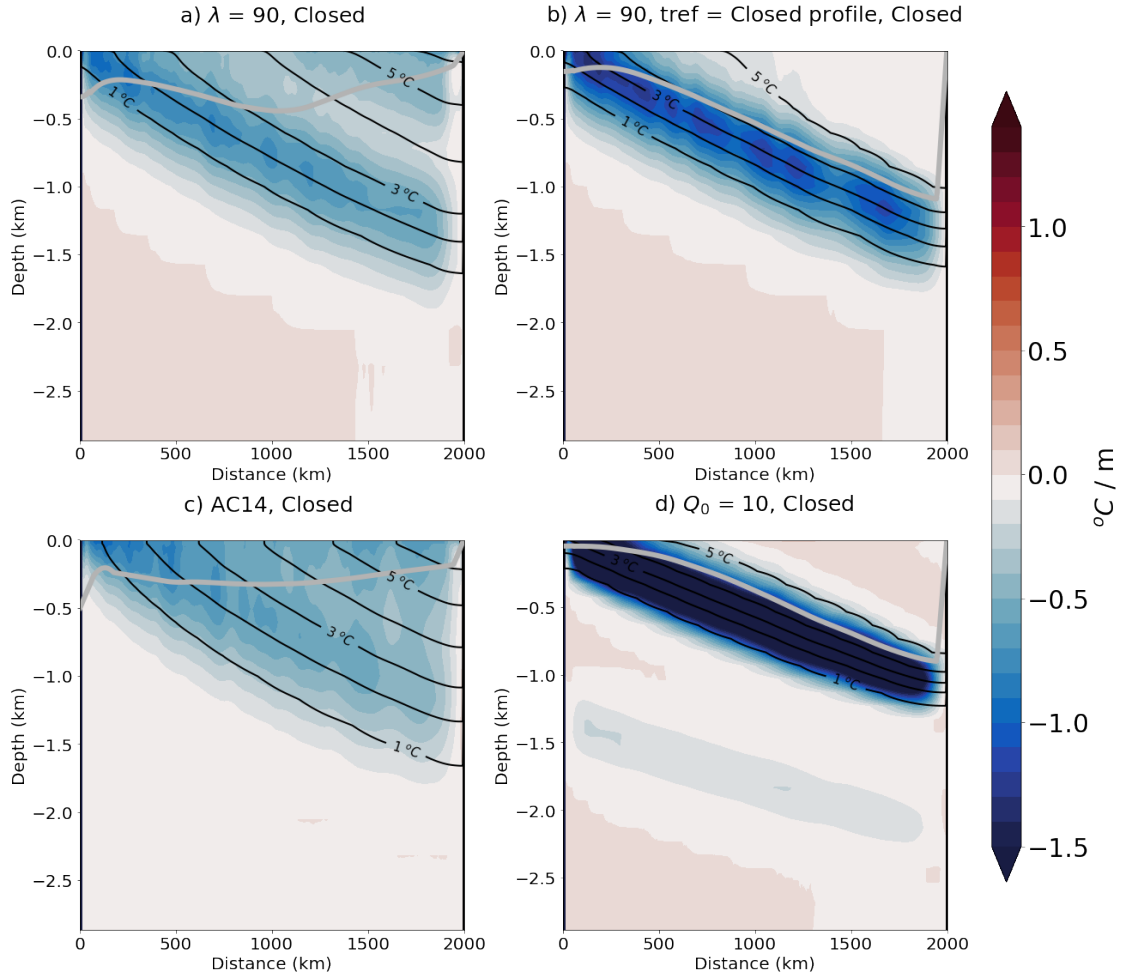 a) λ = 90, Closed
b) λ = 90, tref = Closed profile, Closed
0.0
−0.5
−1.0
−1.5
−2.0
−2.5
Depth (km)
1 °C
3 °C
5 °C
0 500 1000 1500 2000
Distance (km)
0.0
−0.5
−1.0
−1.5
−2.0
−2.5
Depth (km)
5 °C
3 °C
1 °C
0 500 1000 1500 2000
Distance (km)
c) AC14, Closed
d) Q₀ = 10, Closed
0.0
−0.5
−1.0
−1.5
−2.0
−2.5
Depth (km)
5 °C
3 °C
1 °C
0 500 1000 1500 2000
Distance (km)
0.0
−0.5
−1.0
−1.5
−2.0
−2.5
Depth (km)
5 °C
3 °C
1 °C
0 500 1000 1500 2000
Distance (km)
1.0
0.5
0.0
−0.5
−1.0
−1.5
°C / m